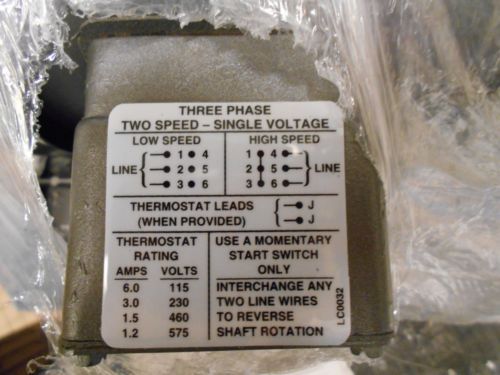 THREE PHASE
TWO SPEED – SINGLE VOLTAGE
LOW SPEED
LINE
1 4
2 5
3 6
HIGH SPEED
1 4
2 5
3 6
LINE
THERMOSTAT LEADS
(WHEN PROVIDED)
J
J
THERMOSTAT
RATING
AMPS VOLTS
6.0 115
3.0 230
1.5 460
1.2 575
USE A MOMENTARY
START SWITCH
ONLY
INTERCHANGE ANY
TWO LINE WIRES
TO REVERSE
SHAFT ROTATION
LC0032